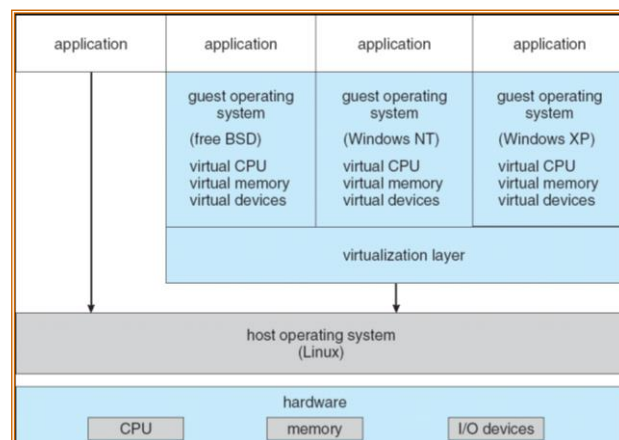 application
application
application
application
guest operating system
(free BSD)
virtual CPU
virtual memory
virtual devices
guest operating system
(Windows NT)
virtual CPU
virtual memory
virtual devices
guest operating system
(Windows XP)
virtual CPU
virtual memory
virtual devices
virtualization layer
host operating system
(Linux)
hardware
CPU
memory
I/O devices